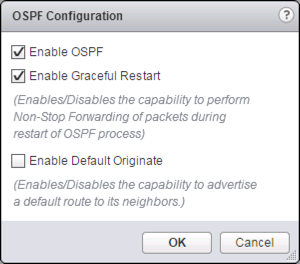 OSPF Configuration
?
Enable OSPF
Enable Graceful Restart
(Enables/Disables the capability to perform
Non-Stop Forwarding of packets during
restart of OSPF process)
Enable Default Originate
(Enables/Disables the capability to advertise
a default route to its neighbors.)
OK
Cancel